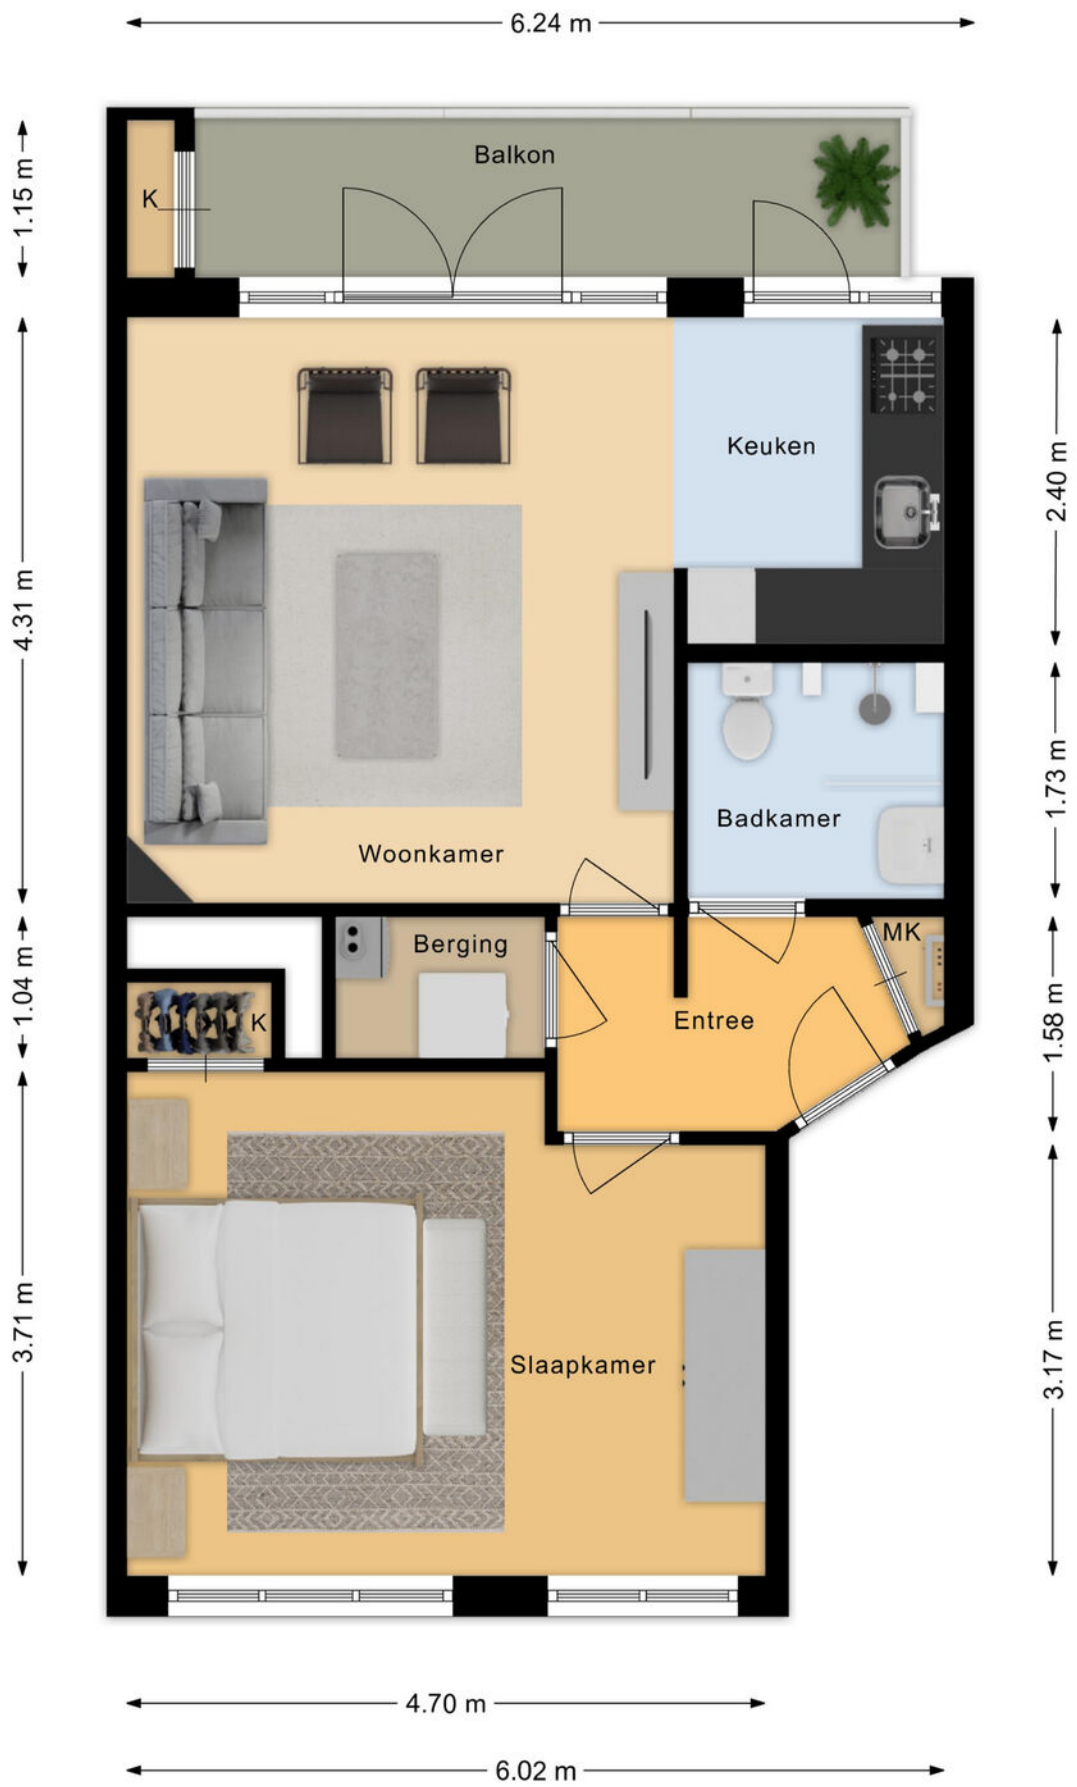 6.24 m
Balkon
K
1.15 m
Keuken
2.40 m
4.31 m
Badkamer
1.73 m
Woonkamer
MK
Berging
1.04 m
K
Entree
1.58 m
3.71 m
Slaapkamer
3.17 m
4.70 m
6.02 m